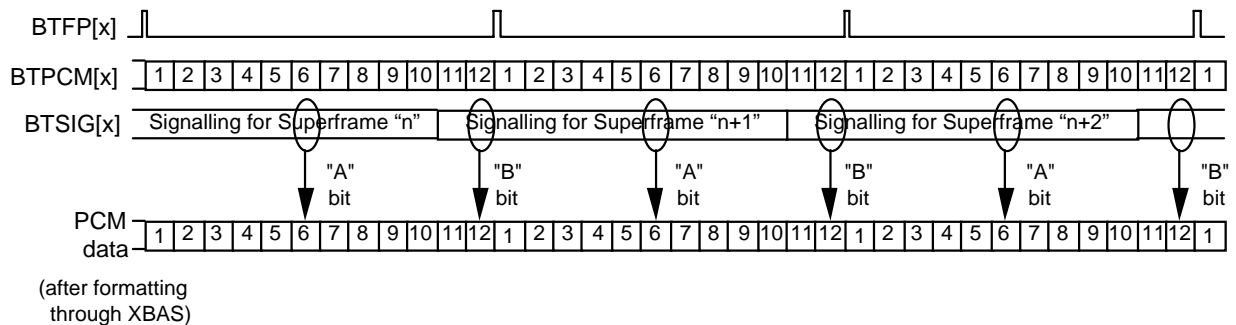 BTFP[x]
BTPCM[x] 1 2 3 4 5 6 7 8 9 10 11 12 1 2 3 4 5 6 7 8 9 10 11 12 1 2 3 4 5 6 7 8 9 10 11 12 1
BTSIG[x] Signalling for Superframe “n” Signalling for Superframe “n+1” Signalling for Superframe “n+2”
"A" "B" "A" "B" "A" "B"
bit bit bit bit bit bit
PCM
data 1 2 3 4 5 6 7 8 9 10 11 12 1 2 3 4 5 6 7 8 9 10 11 12 1 2 3 4 5 6 7 8 9 10 11 12 1
(after formatting
through XBAS)